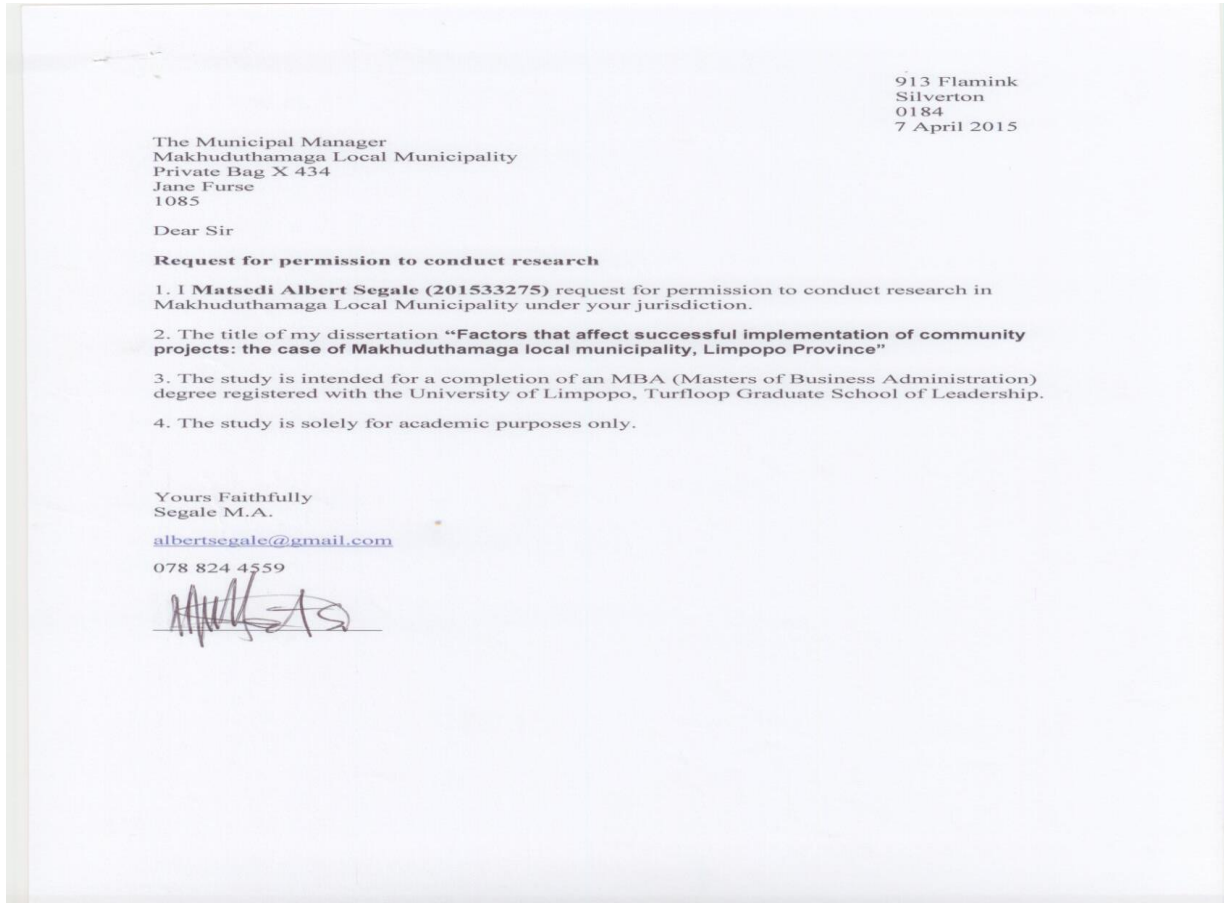 913 Flamink
Silverton
0184
7 April 2015
The Municipal Manager
Makhuduthamaga Local Municipality
Private Bag X 434
Jane Furse
1085
Dear Sir
Request for permission to conduct research
1. I Matsedi Albert Segale (201533275) request for permission to conduct research in
Makhuduthamaga Local Municipality under your jurisdiction.
2. The title of my dissertation “Factors that affect successful implementation of community
projects: the case of Makhuduthamaga local municipality, Limpopo Province”
3. The study is intended for a completion of an MBA (Masters of Business Administration)
degree registered with the University of Limpopo, Turfloop Graduate School of Leadership.
4. The study is solely for academic purposes only.
Yours Faithfully
Segale M.A.
albertsegale@gmail.com
078 824 4559